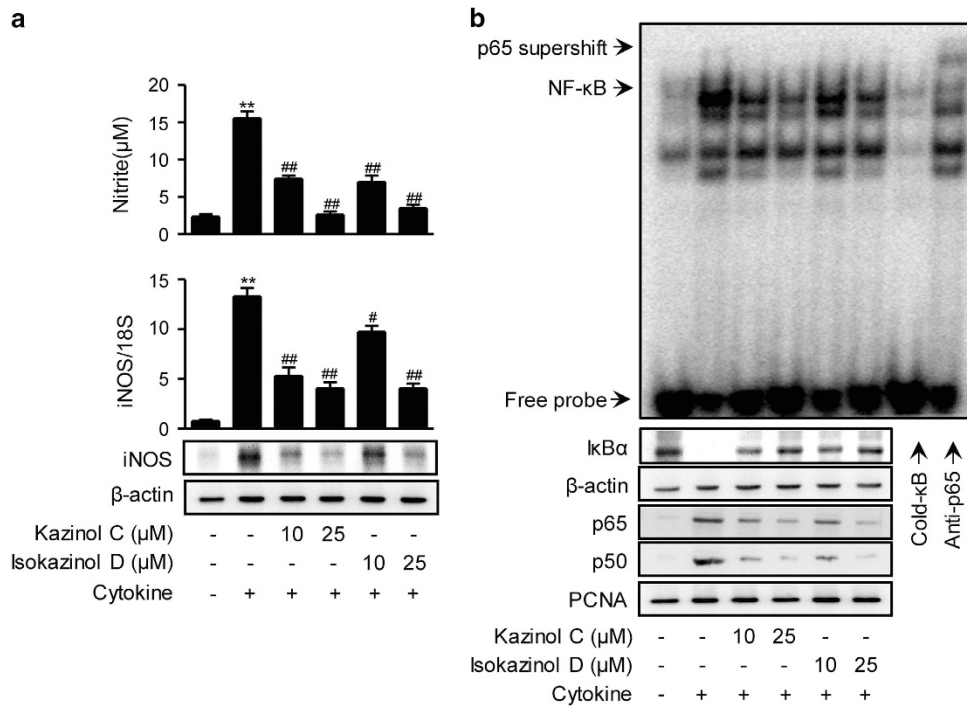 a
20
15
10
5
0
Nitrite(μM)
**
##
##
##
##
15
10
5
0
iNOS/18S
**
##
##
#
##
iNOS
β-actin
Kazinol C (μM) - - 10 25 - -
Isokazinol D (μM) - - - - 10 25
Cytokine - + + + + +
b
p65 supershift
NF-κB
Free probe
IκBα
β-actin
p65
p50
PCNA
Cold-κB
Anti-p65
Kazinol C (μM) - - 10 25 - -
Isokazinol D (μM) - - - - 10 25
Cytokine - + + + + +